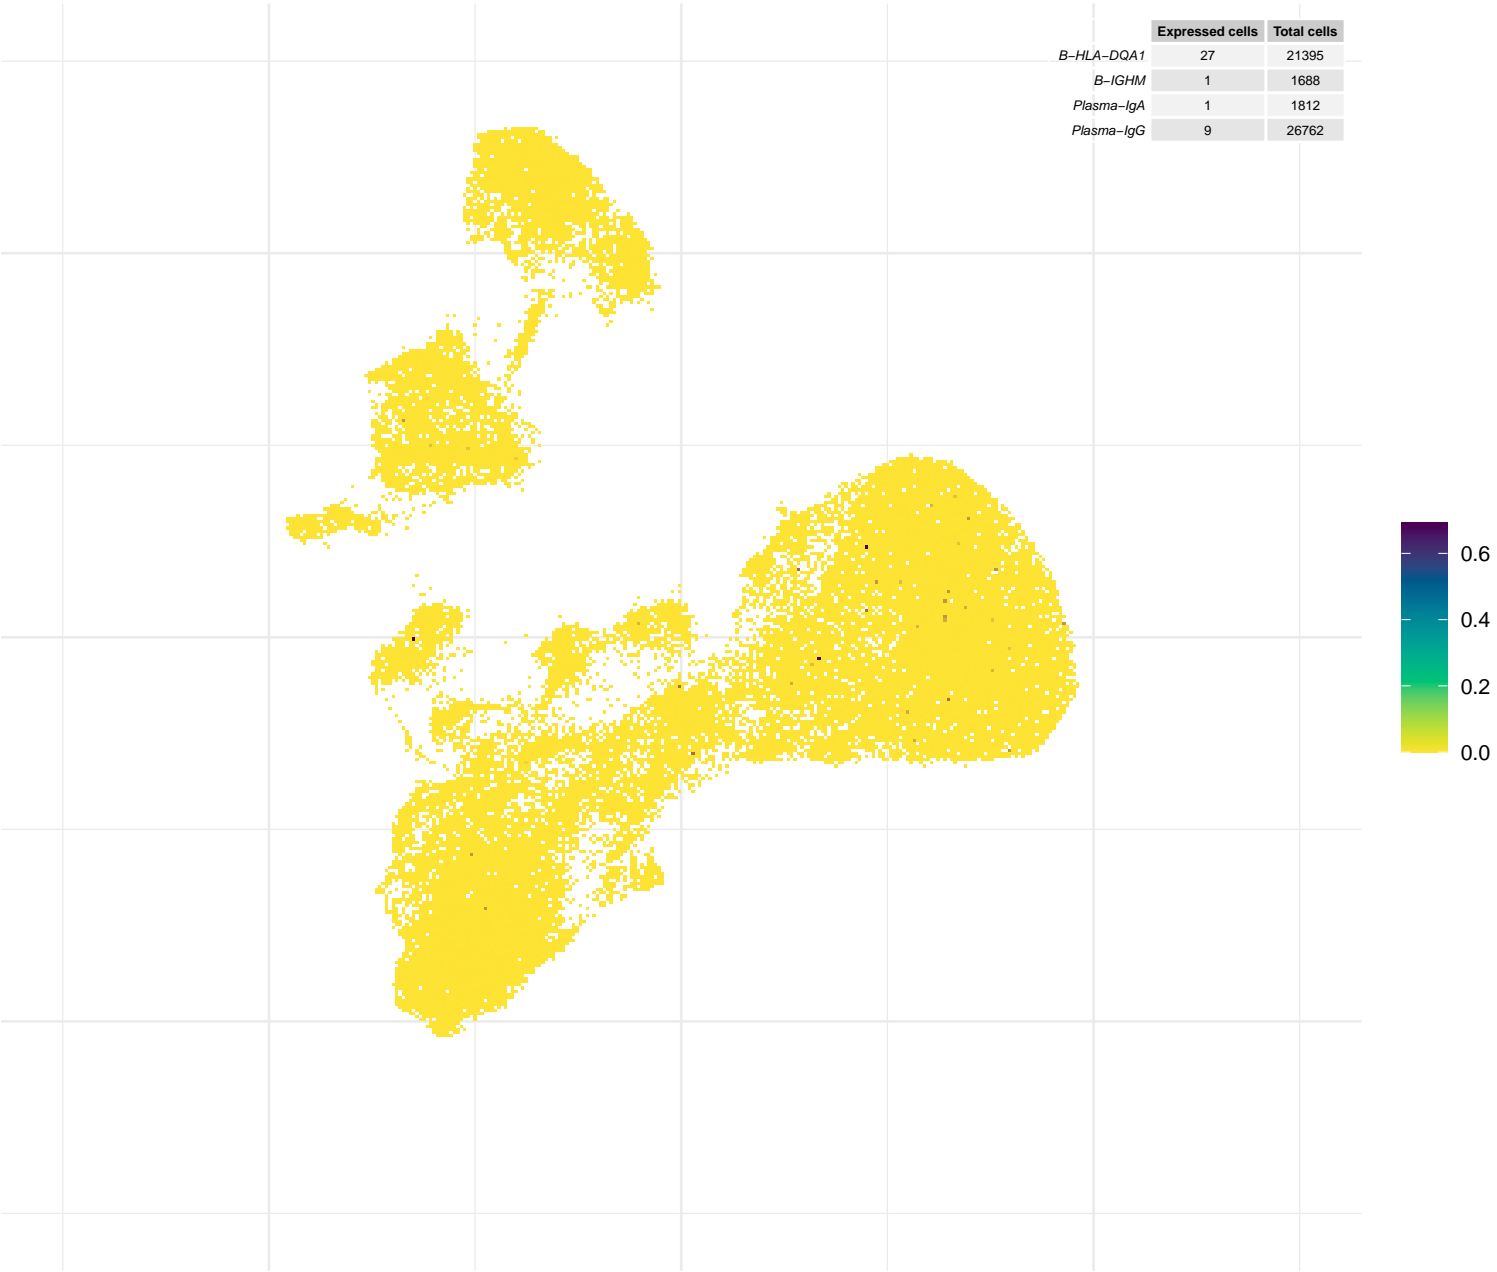 Expressed cells Total cells
B−HLA−DQA1 27 21395
B−IGHM 1 1688
Plasma−IgA 1 1812
Plasma−IgG 9 26762
0.6
0.4
0.2
0.0